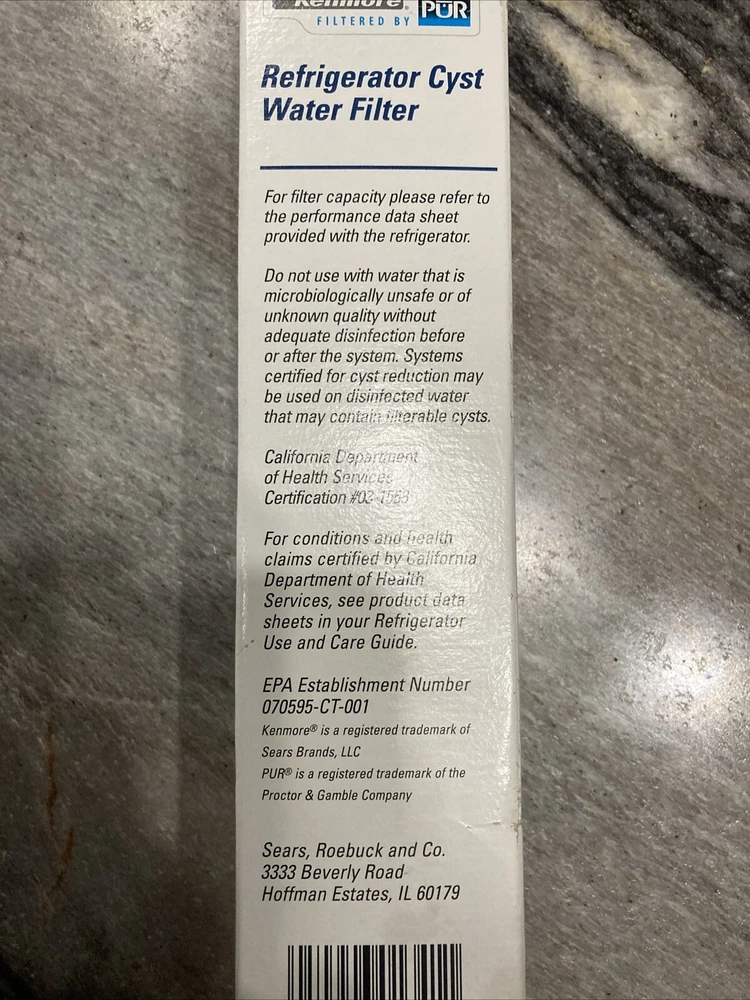 Kenmore®
FILTERED BY PÜR
Refrigerator Cyst
Water Filter
For filter capacity please refer to
the performance data sheet
provided with the refrigerator.
Do not use with water that is
microbiologically unsafe or of
unknown quality without
adequate disinfection before
or after the system. Systems
certified for cyst reduction may
be used on disinfected water
that may contain filterable cysts.
California Department
of Health Services
Certification
For conditions and health
claims certified by California
Department of Health
Services, see product data
sheets in your Refrigerator
Use and Care Guide.
EPA Establishment Number
070595-CT-001
Kenmore® is a registered trademark of
Sears Brands, LLC
PUR® is a registered trademark of the
Proctor & Gamble Company
Sears, Roebuck and Co.
3333 Beverly Road
Hoffman Estates, IL 60179